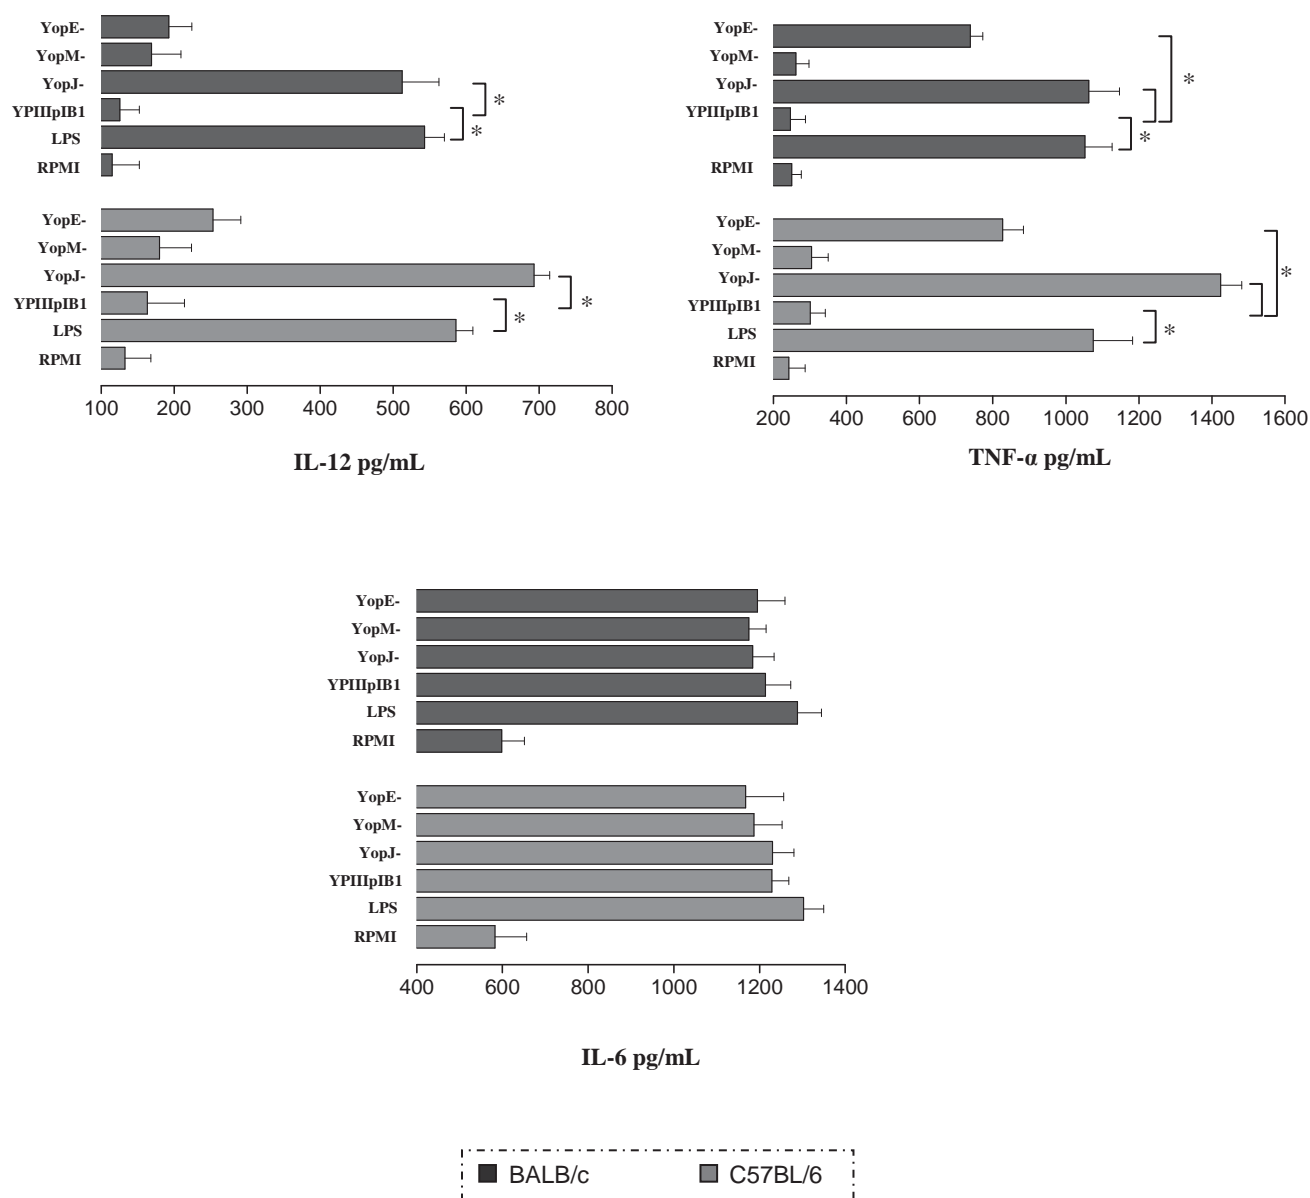 YopE-
YopM-
YopJ-
YPIIIpIB1
LPS
RPMI
*
*
YopE-
YopM-
YopJ-
YPIIIpIB1
LPS
RPMI
*
*
100 200 300 400 500 600 700 800
IL-12 pg/mL
YopE-
YopM-
YopJ-
YPIIIpIB1
RPMI
*
*
YopE-
YopM-
YopJ-
YPIIIpIB1
LPS
RPMI
*
*
200 400 600 800 1000 1200 1400 1600
TNF-α pg/mL
YopE-
YopM-
YopJ-
YPIIIpIB1
LPS
RPMI
YopE-
YopM-
YopJ-
YPIIIpIB1
LPS
RPMI
400 600 800 1000 1200 1400
IL-6 pg/mL
BALB/c C57BL/6